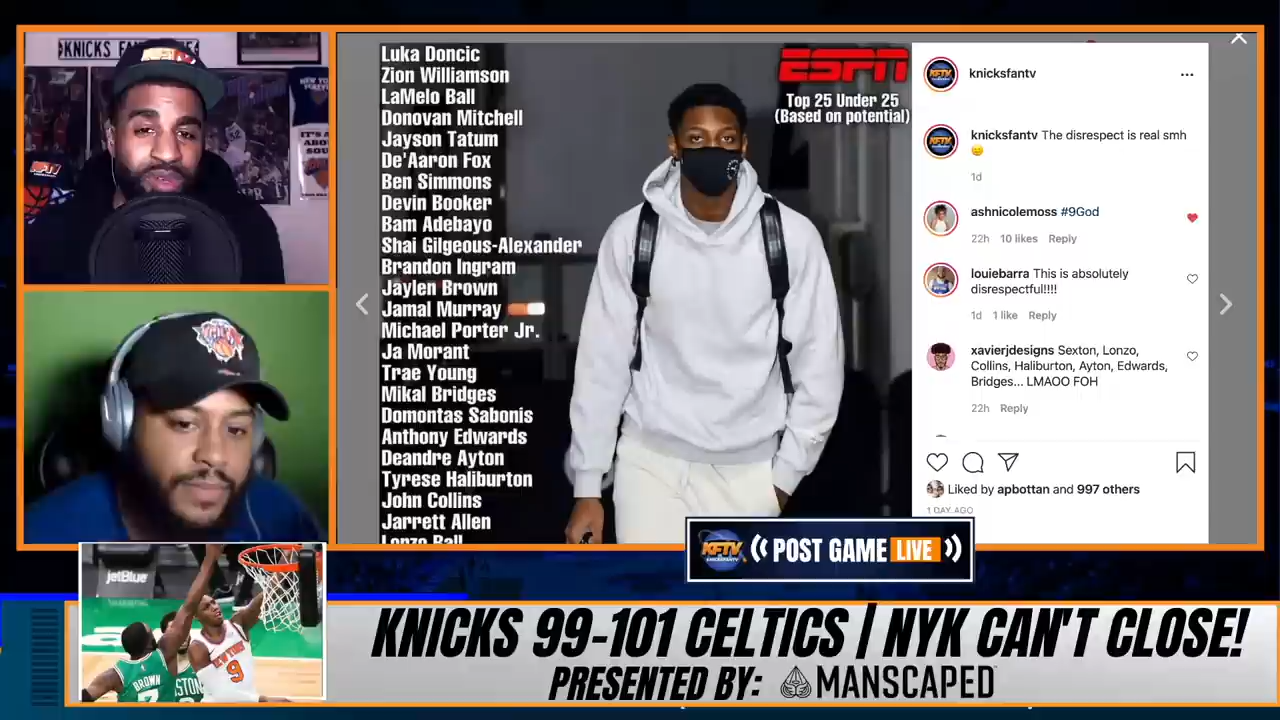 KNICKS FAN
KFTV
Luka Doncic
Zion Williamson
LaMelo Ball
Donovan Mitchell
Jayson Tatum
De'Aaron Fox
Ben Simmons
Devin Booker
Bam Adebayo
Shai Gilgeous-Alexander
Brandon Ingram
Jaylen Brown
Jamal Murray
Michael Porter Jr.
Ja Morant
Trae Young
Mikal Bridges
Domontas Sabonis
Anthony Edwards
Deandre Ayton
Tyrese Haliburton
John Collins
Jarrett Allen
Lonzo Ball
ESPN
Top 25 Under 25
(Based on potential)
knicksfantv
knicksfantv The disrespect is real smh
1d
ashnicolemoss #9God
22h 10 likes Reply
louiebarra This is absolutely
disrespectful!!!!
1d 1 like Reply
xavierjdesigns Sexton, Lonzo,
Collins, Haliburton, Ayton, Edwards,
Bridges... LMAOO FOH
22h Reply
Liked by apbottan and 997 others
1 DAY AGO
KFTV
POST GAME LIVE
jetBlue
BROWN
7
NEW YORK
9
KNICKS 99-101 CELTICS | NYK CAN'T CLOSE!
PRESENTED BY: MANSCAPED